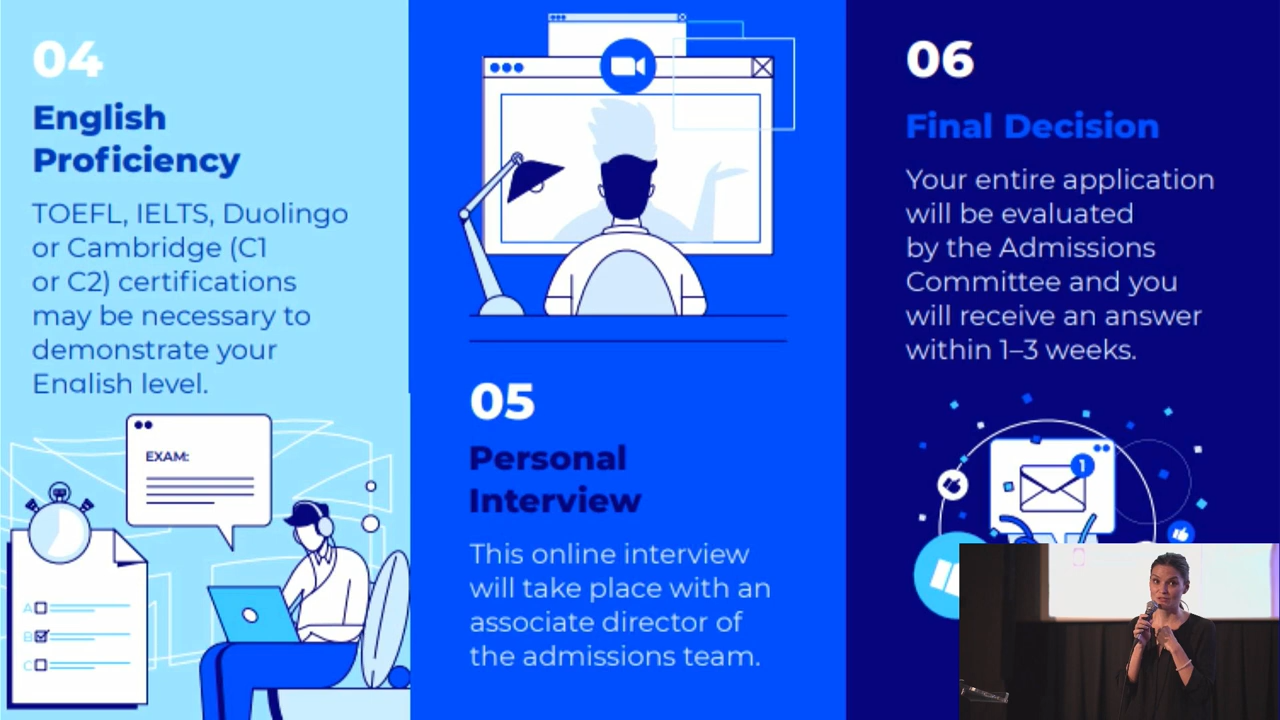 04
English
Proficiency
TOEFL, IELTS, Duolingo
or Cambridge (C1
or C2) certifications
may be necessary to
demonstrate your
English level.
EXAM:
A
B
C
05
Personal
Interview
This online interview
will take place with an
associate director of
the admissions team.
06
Final Decision
Your entire application
will be evaluated
by the Admissions
Committee and you
will receive an answer
within 1–3 weeks.
1